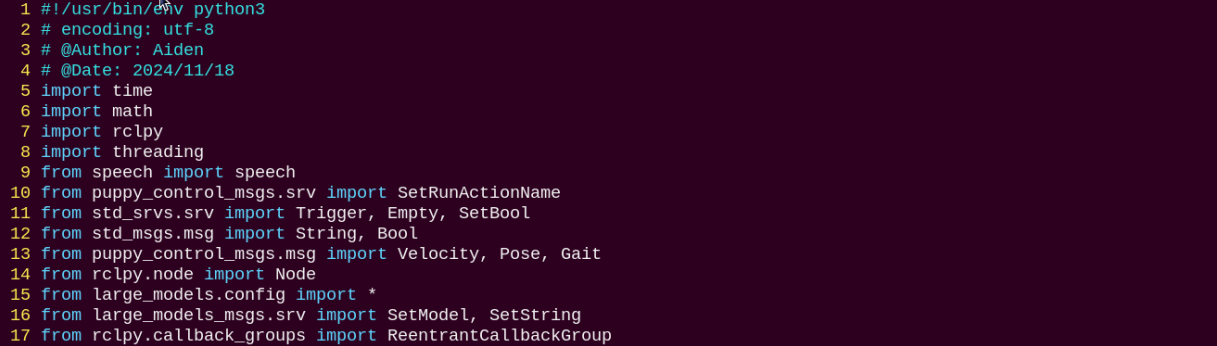 1 #!/usr/bin/env python3
2 # encoding: utf-8
3 # @Author: Aiden
4 # @Date: 2024/11/18
5 import time
6 import math
7 import rclpy
8 import threading
9 from speech import speech
10 from puppy_control_msgs.srv import SetRunActionName
11 from std_srvs.srv import Trigger, Empty, SetBool
12 from std_msgs.msg import String, Bool
13 from puppy_control_msgs.msg import Velocity, Pose, Gait
14 from rclpy.node import Node
15 from large_models.config import *
16 from large_models_msgs.srv import SetModel, SetString
17 from rclpy.callback_groups import ReentrantCallbackGroup